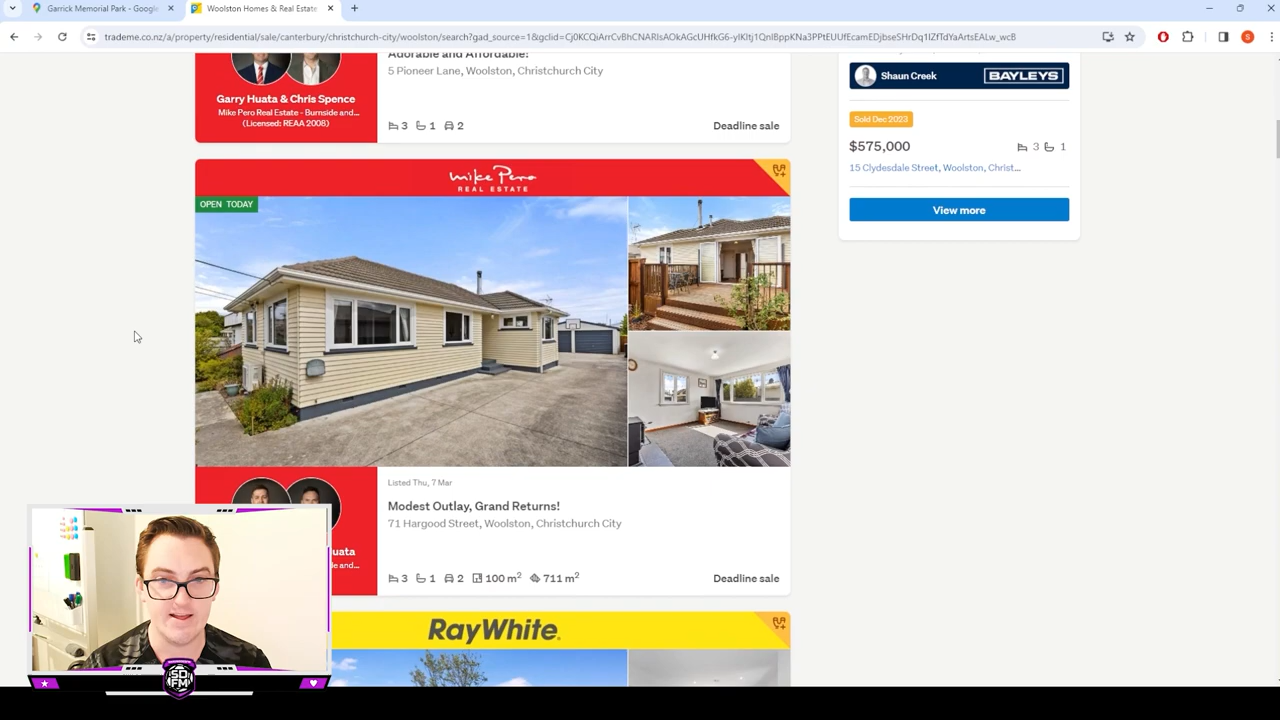 Garrick Memorial Park - Google
Woolston Homes & Real Estate
S
trademe.co.nz/a/property/residential/sale/canterbury/christchurch-city/woolston/search?gad_source=1&gclid=
Adorable and Affordable!
5 Pioneer Lane, Woolston, Christchurch City
Garry Huata & Chris Spence
Mike Pero Real Estate - Burnside and...
(Licensed: REAA 2008)
3 1 2
Deadline sale
Shaun Creek
BAYLEYS
Sold Dec 2023
$575,000
3 1
15 Clydesdale Street, Woolston, Christ...
View more
Mike Pero
REAL ESTATE
OPEN TODAY
Listed Thu, 7 Mar
Modest Outlay, Grand Returns!
71 Hargood Street, Woolston, Christchurch City
uata
le and...
3 1 2 100 m² 711 m²
Deadline sale
RayWhite.
SD
FM